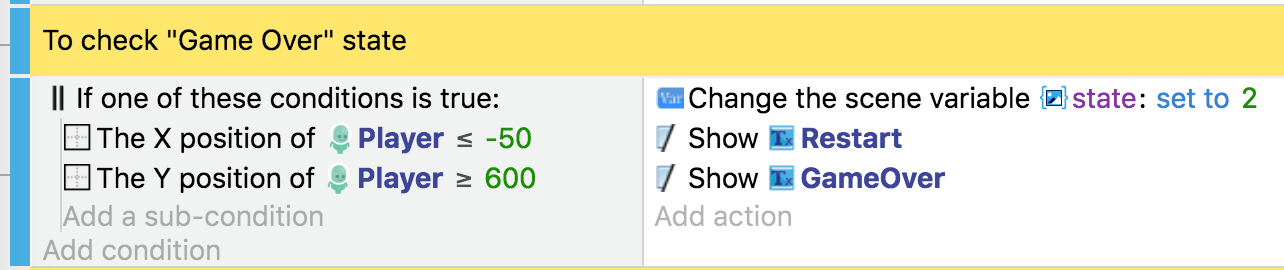 To check "Game Over" state
If one of these conditions is true:
The X position of Player ≤ -50
The Y position of Player ≥ 600
Add a sub-condition
Add condition
Var Change the scene variable state: set to 2
Show Tx Restart
Show Tx GameOver
Add action